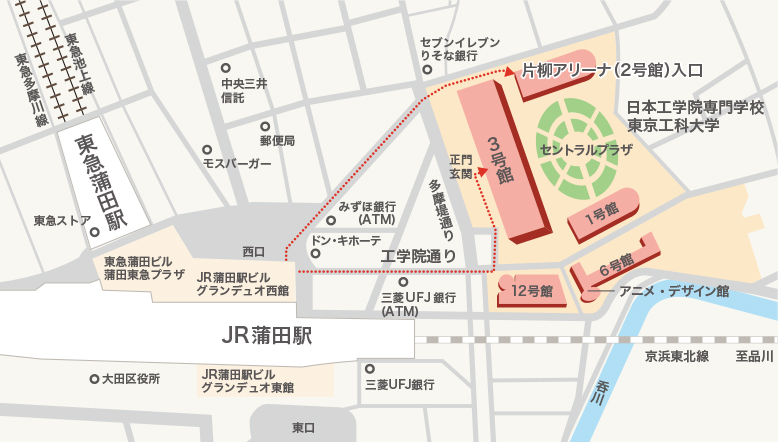 セブンイレブン
りそな銀行
片柳アリーナ(2号館)入口
東急池上線
東急多摩川線
中央三井
信託
日本工学院専門学校
東京工科大学
郵便局
3号館
セントラルプラザ
東急蒲田駅
モスバーガー
正門
玄関
多摩堤通り
みずほ銀行
(ATM)
1号館
東急ストア
西口
ドン・キホーテ
工学院通り
東急蒲田ビル
蒲田東急プラザ
JR蒲田駅ビル
グランデュオ西館
6号館
12号館
アニメ・デザイン館
三菱UFJ銀行
(ATM)
JR蒲田駅
京浜東北線
至品川
大田区役所
JR蒲田駅ビル
グランデュオ東館
三菱UFJ銀行
呑川
東口